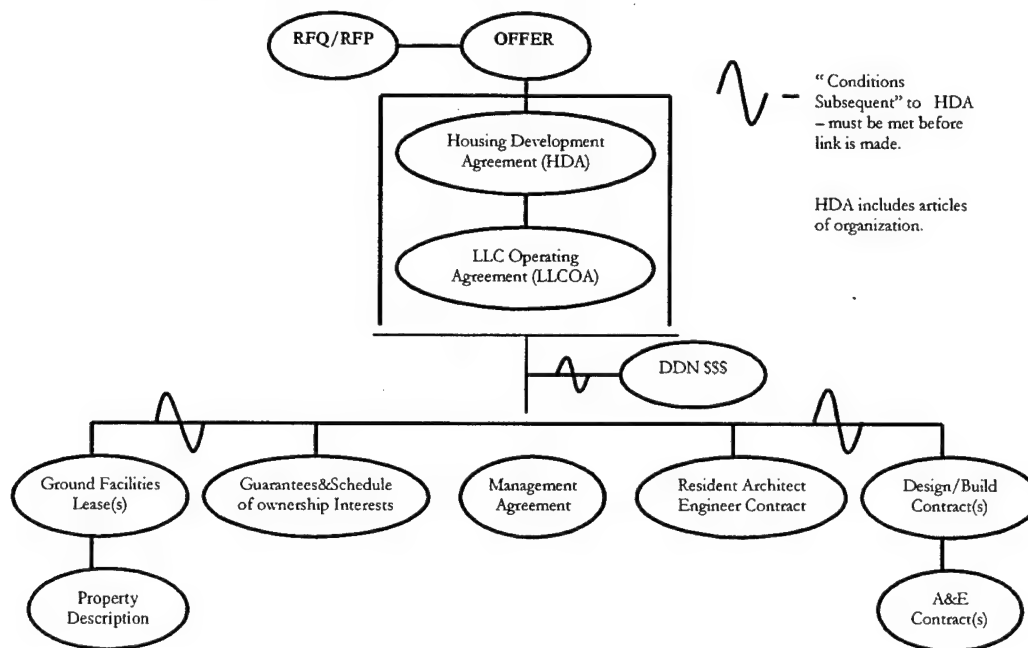 RFQ/RFP
OFFER
“Conditions
Subsequent” to HDA
– must be met before
link is made.
HDA includes articles
of organization.
Housing Development
Agreement (HDA)
LLC Operating
Agreement (LLCOA)
DDN $$$
Ground Facilities
Lease(s)
Guarantees&Schedule
of ownership Interests
Management
Agreement
Resident Architect
Engineer Contract
Design/Build
Contract(s)
Property
Description
A&E
Contract(s)